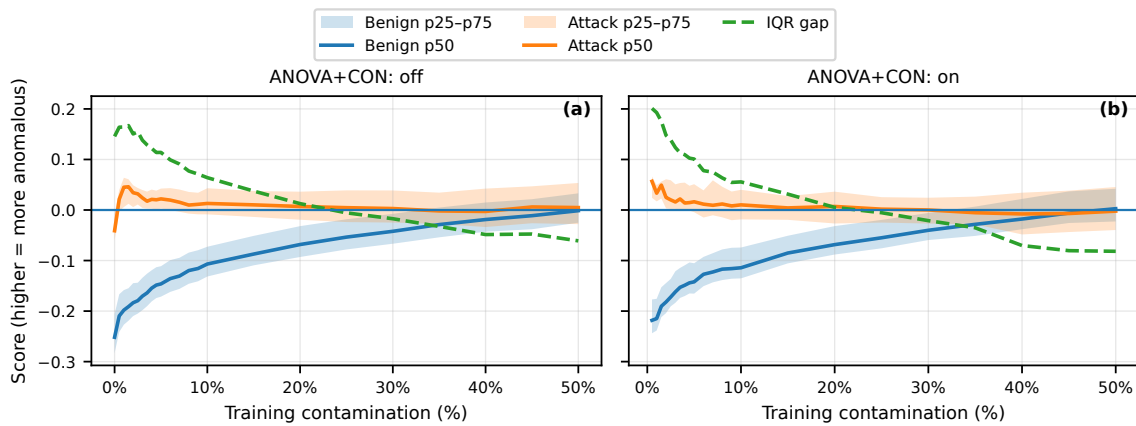 Benign p25–p75 Attack p25–p75 IQR gap
Benign p50 Attack p50
ANOVA+CON: off ANOVA+CON: on
Score (higher = more anomalous)
0.2 (a) (b)
0.1
0.0
−0.1
−0.2
−0.3
0% 10% 20% 30% 40% 50% 0% 10% 20% 30% 40% 50%
Training contamination (%) Training contamination (%)